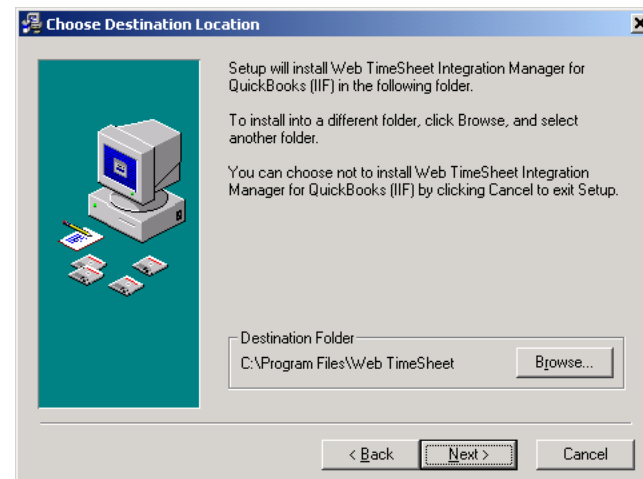 Choose Destination Location
Setup will install Web TimeSheet Integration Manager for
QuickBooks (IIF) in the following folder.
To install into a different folder, click Browse, and select
another folder.
You can choose not to install Web TimeSheet Integration
Manager for QuickBooks (IIF) by clicking Cancel to exit Setup.
Destination Folder
C:\Program Files\Web TimeSheet
Browse...
< Back
Next >
Cancel